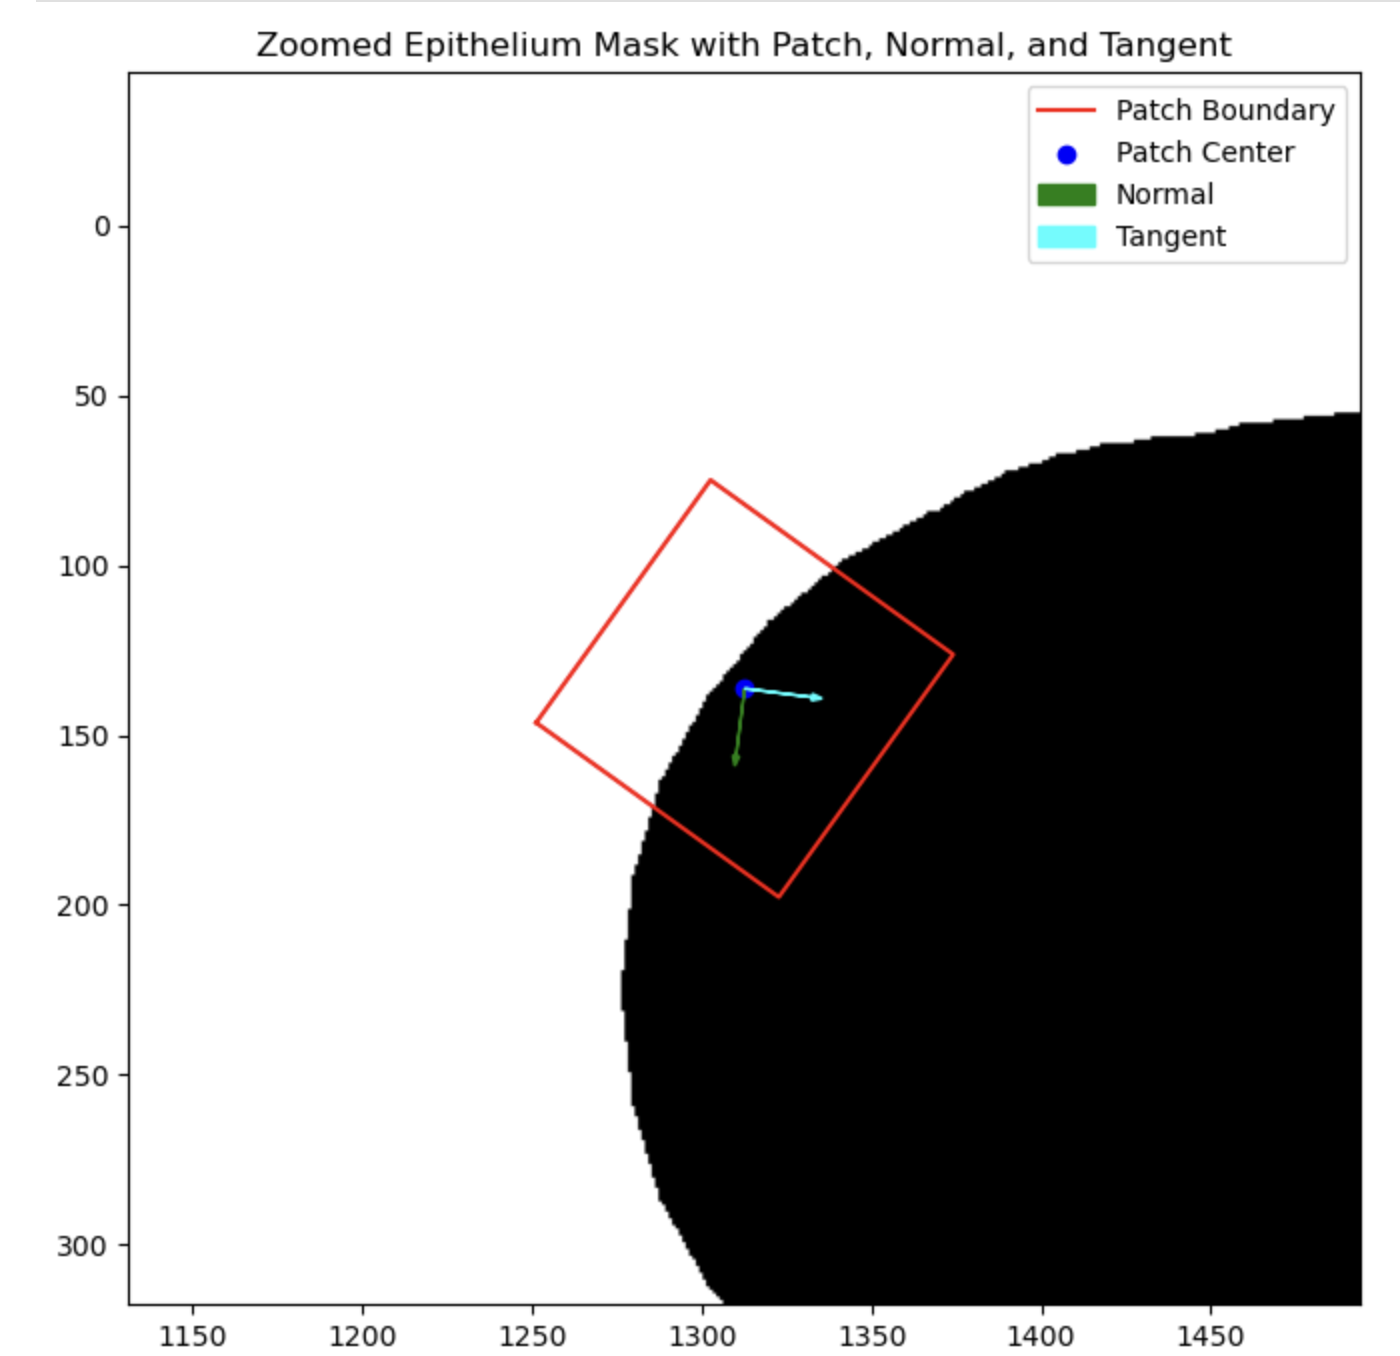 Zoomed Epithelium Mask with Patch, Normal, and Tangent
Patch Boundary
Patch Center
Normal
Tangent
0
50
100
150
200
250
300
1150 1200 1250 1300 1350 1400 1450